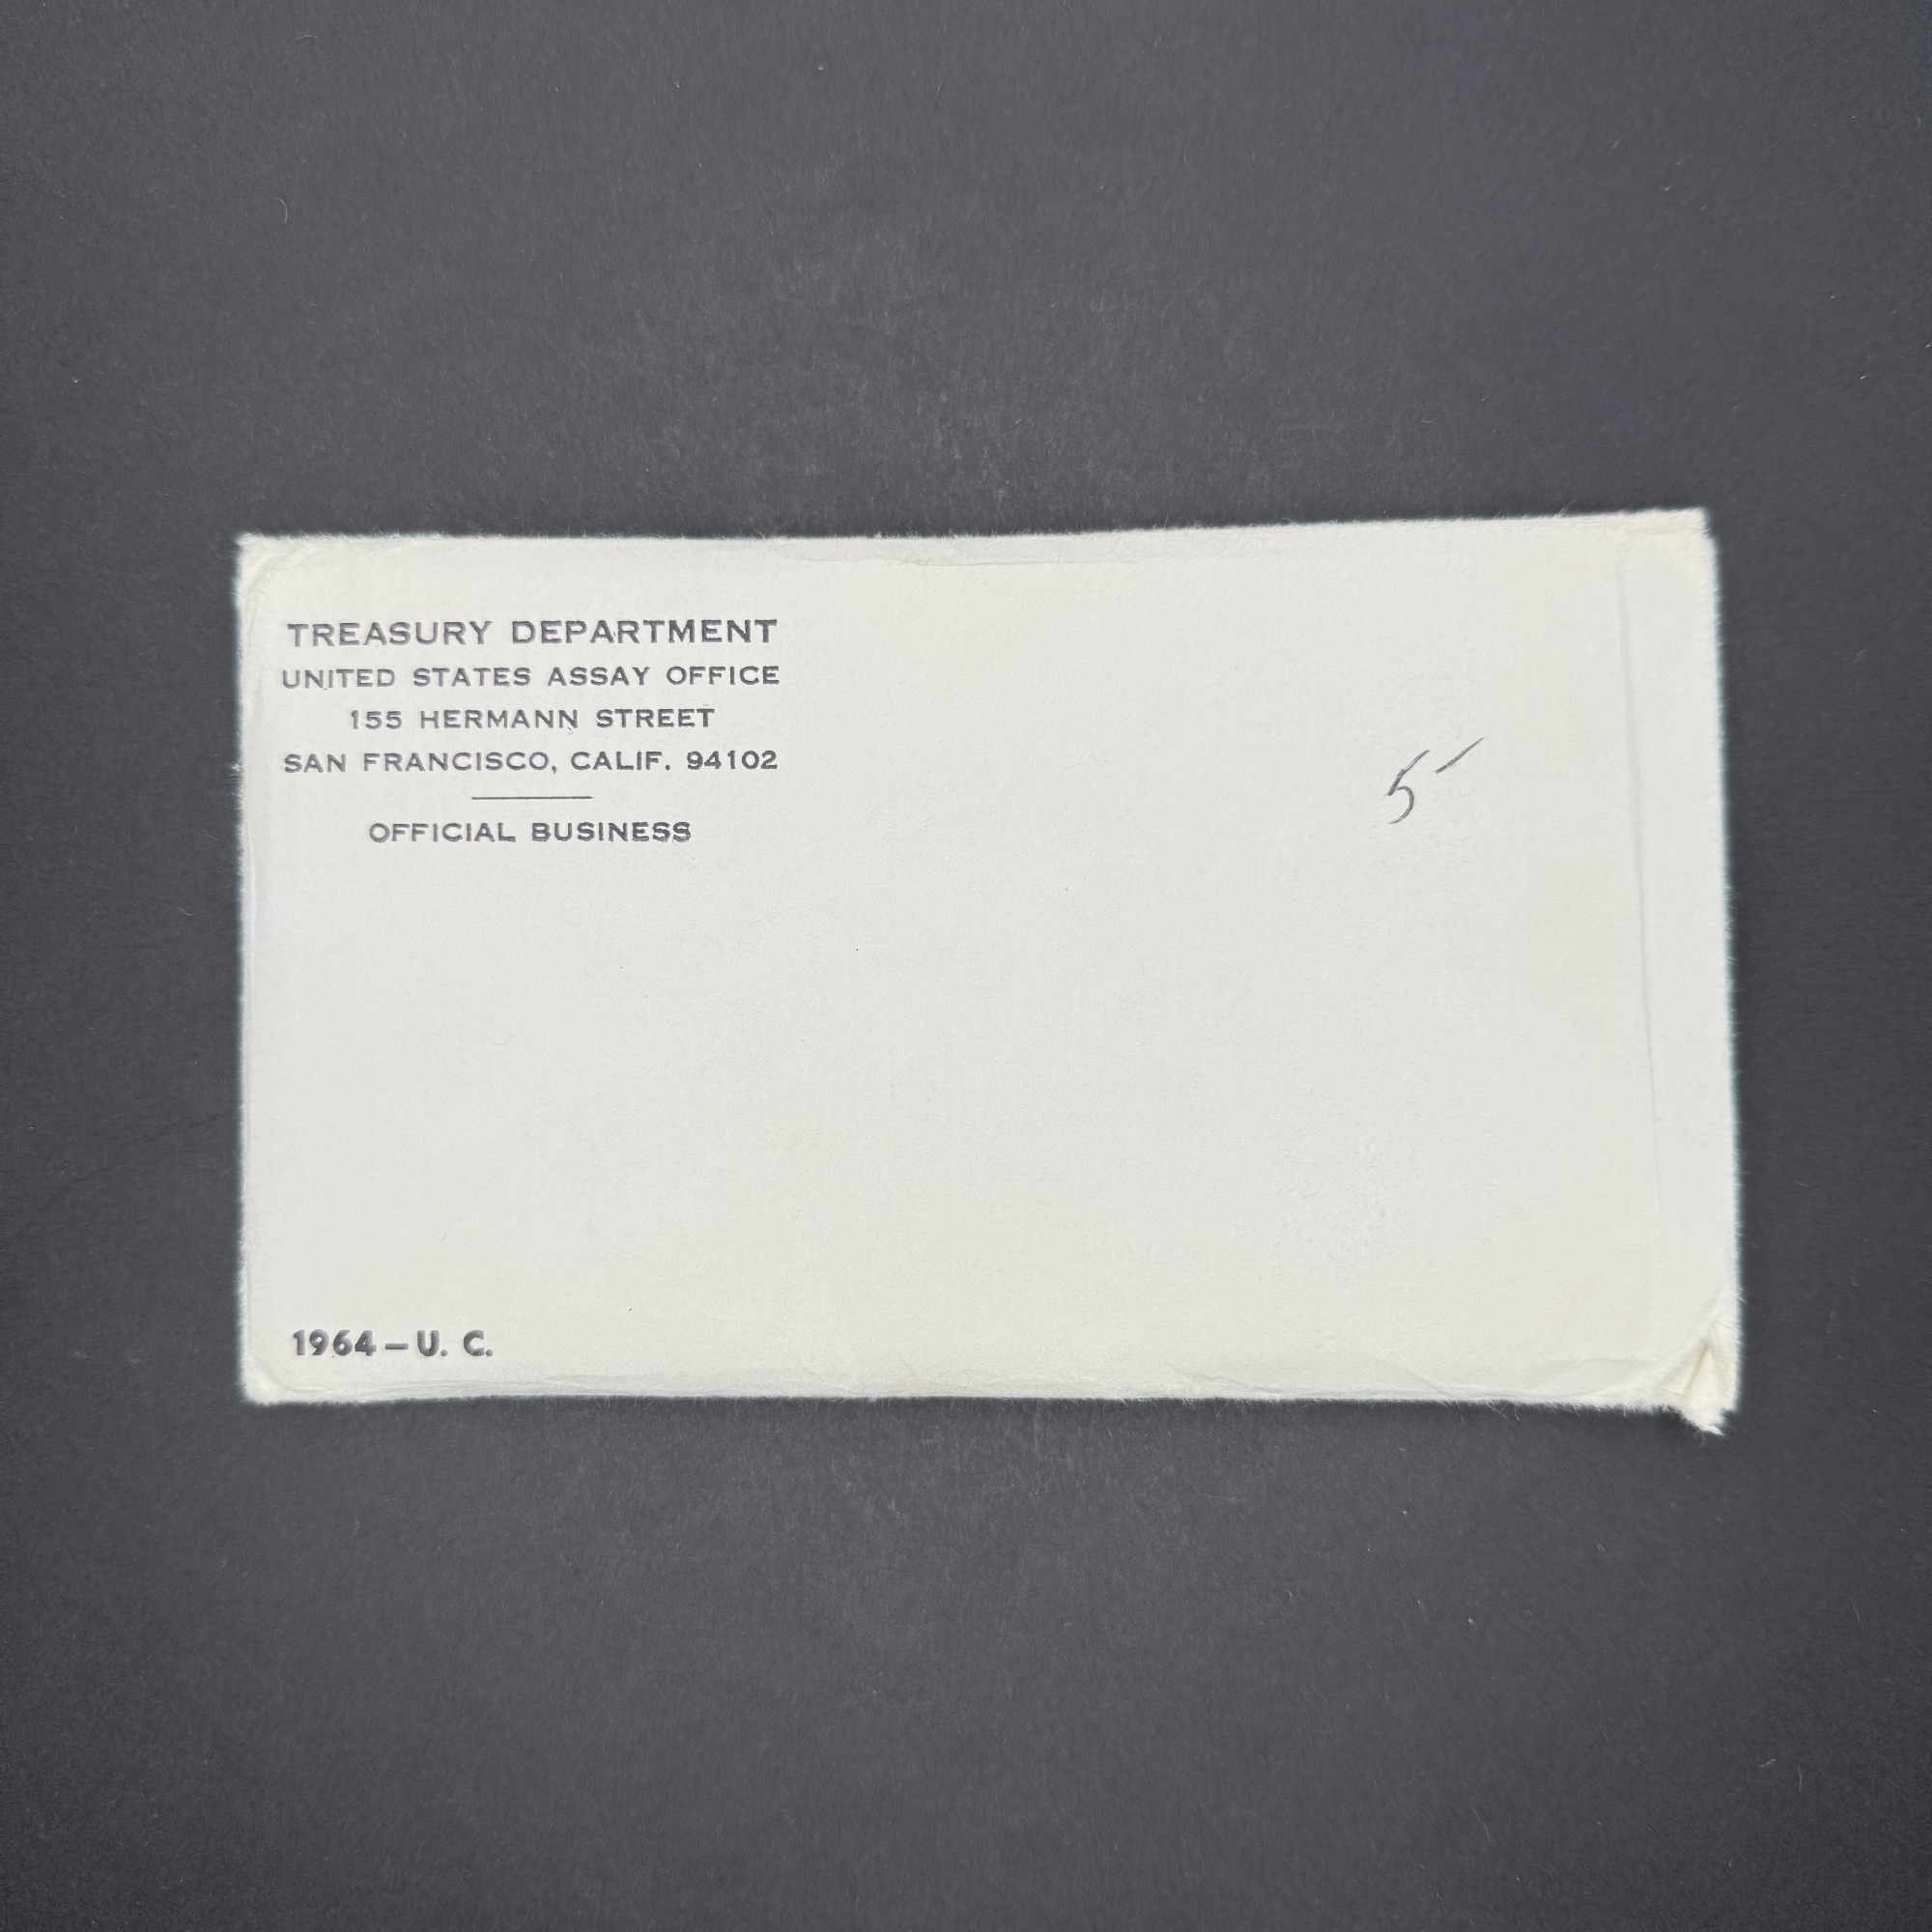 TREASURY DEPARTMENT
UNITED STATES ASSAY OFFICE
155 HERMANN STREET
SAN FRANCISCO, CALIF. 94102
OFFICIAL BUSINESS
5
1964 – U. C.